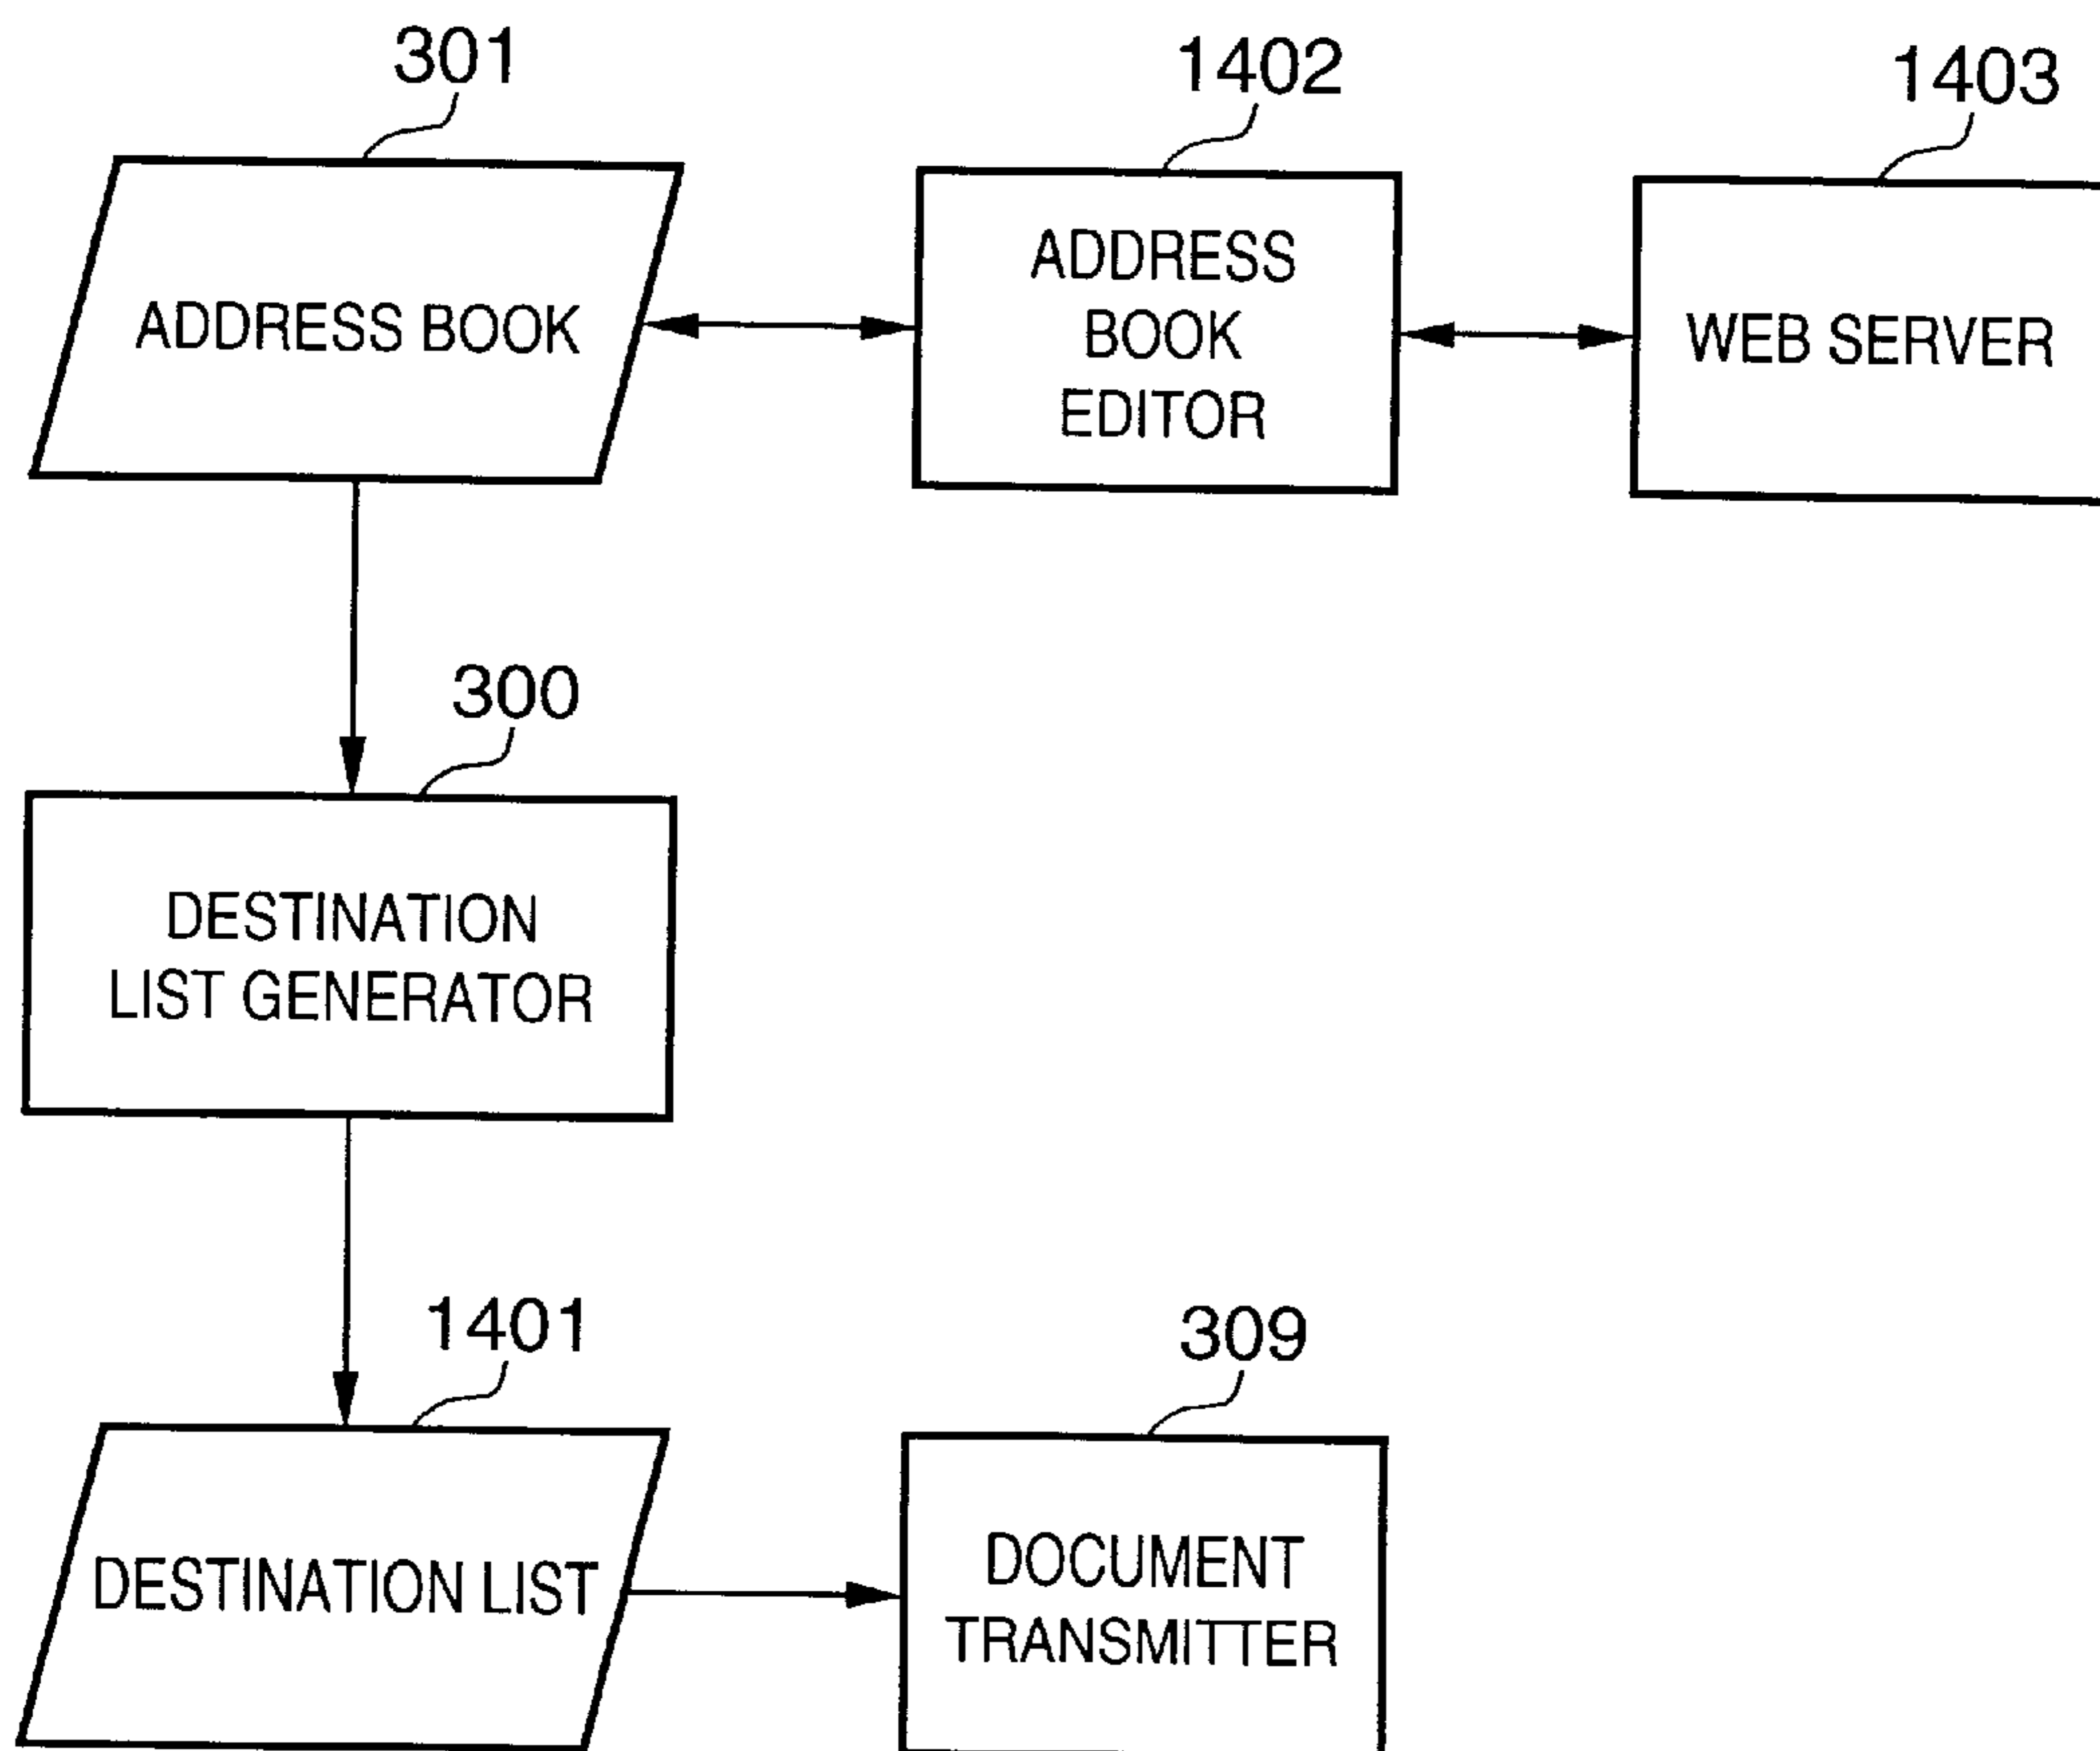 301
1402
1403
ADDRESS BOOK
ADDRESS
BOOK
EDITOR
WEB SERVER
300
DESTINATION
LIST GENERATOR
1401
309
DESTINATION LIST
DOCUMENT
TRANSMITTER